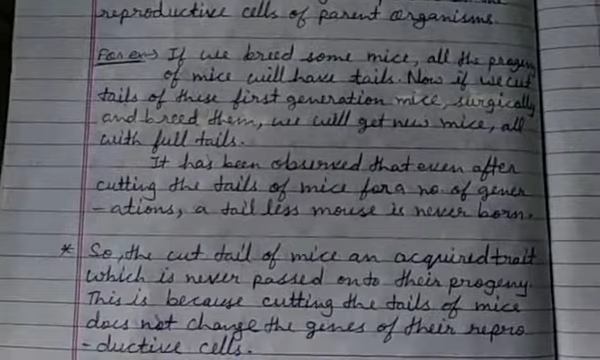 reproductive cells of parent organisms.
For ex:) If we breed some mice, all the progeny
of mice will have tails. Now if we cut
tails of these first generation mice, surgically
and breed them, we will get new mice, all
with full tails.
It has been observed that even after
cutting the tails of mice for a no. of gener
-ations, a tail less mouse is never born.
* So, the cut tail of mice an acquired trait
which is never passed onto their progeny.
This is because cutting the tails of mice
does not change the genes of their repro
-ductive cells.